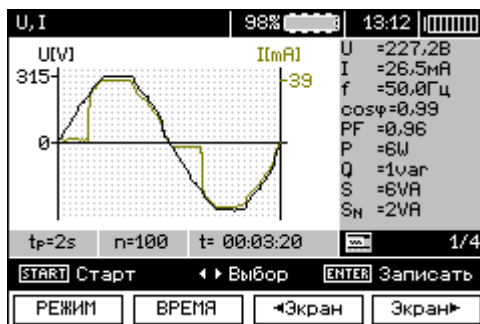 U,I 98% 13:12
U[V] I[mA]
315 39
0
U =227,2В
I =26,5мА
f =50,0Гц
cosφ=0,99
PF =0,96
P =6W
Q =1var
S =6VA
SN =2VA
tP=2s n=100 t= 00:03:20 1/4
START Старт ◄ ► Выбор ENTER Записать
РЕЖИМ ВРЕМЯ ◄Экран Экран►